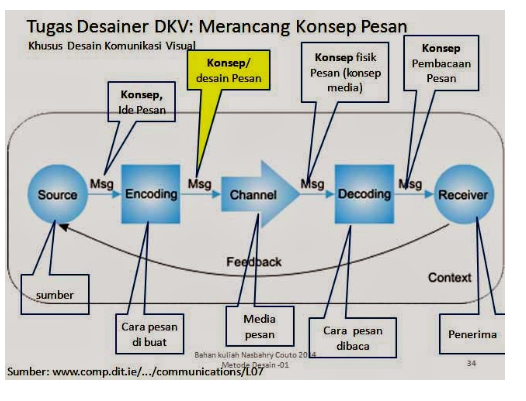 Tugas Desainer DKV: Merancang Konsep Pesan
Khusus Desain Komunikasi Visual
Konsep,
Ide Pesan
Konsep/
desain Pesan
Konsep fisik
Pesan (konsep
media)
Konsep
Pembacaan
Pesan
Source
Msg
Encoding
Msg
Channel
Msg
Decoding
Msg
Receiver
Feedback
Context
sumber
Cara pesan
di buat
Media
pesan
Cara pesan
dibaca
Penerima
Bahan kuliah Nasbahry Couto 2014
Metode Desain -01
34
Sumber: www.comp.dit.ie/.../communications/L07